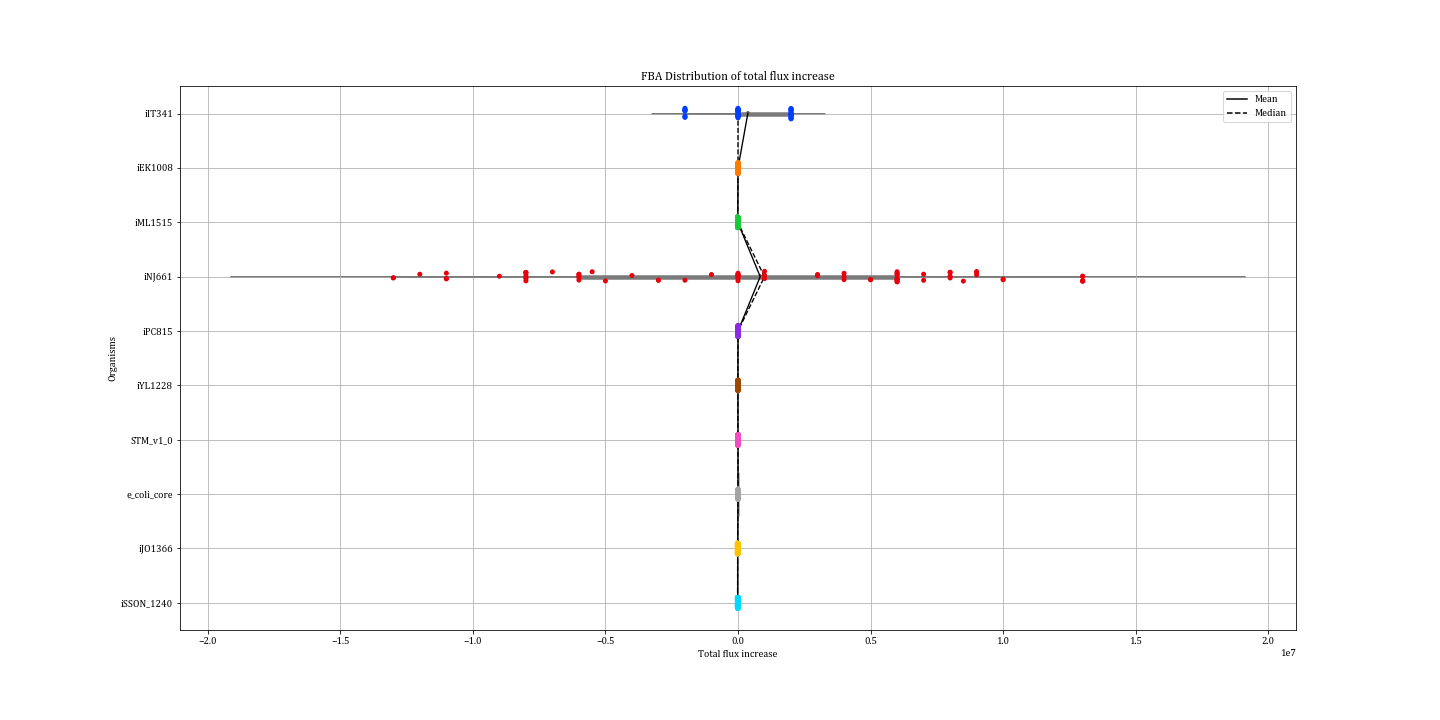 FBA Distribution of total flux increase
Mean
Median
iIT341
iEK1008
iML1515
iNJ661
iPC815
iYL1228
STM_v1_0
e_coli_core
iJO1366
iSSON_1240
Organisms
−2.0 −1.5 −1.0 −0.5 0.0 0.5 1.0 1.5 2.0
Total flux increase
1e7